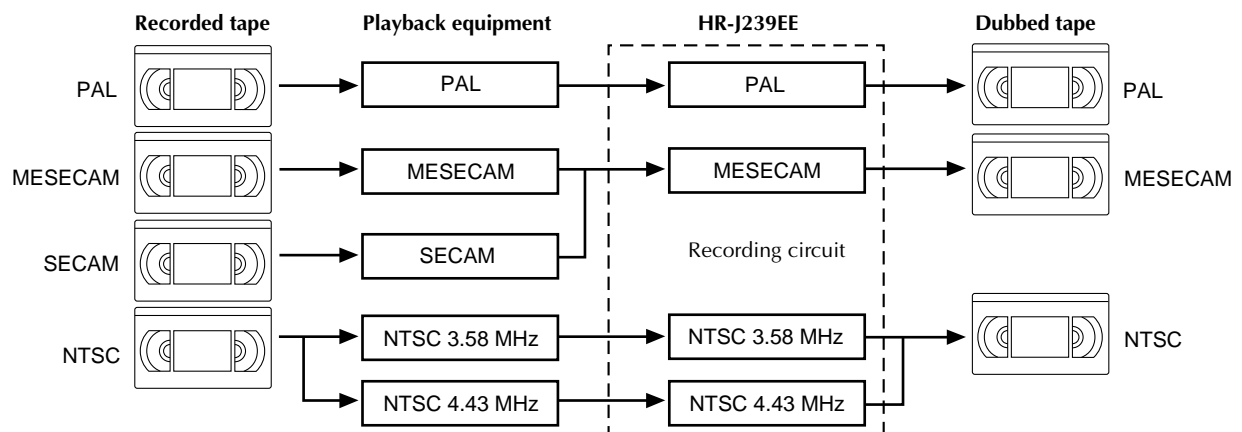 Recorded tape Playback equipment HR-J239EE Dubbed tape
PAL PAL PAL PAL
MESECAM MESECAM MESECAM MESECAM
SECAM SECAM Recording circuit
NTSC NTSC 3.58 MHz NTSC 3.58 MHz NTSC
NTSC 4.43 MHz NTSC 4.43 MHz